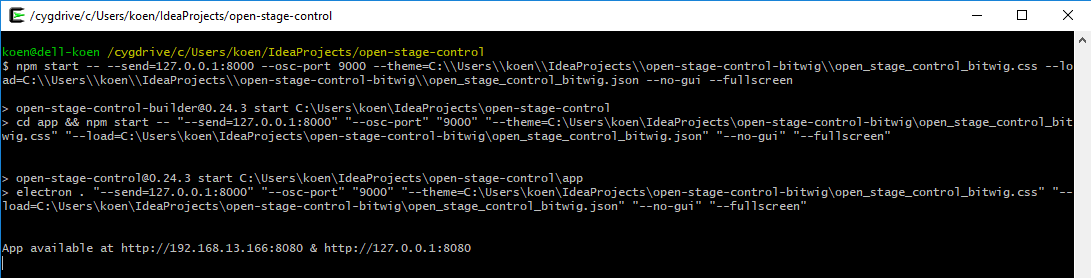 /cygdrive/c/Users/koen/IdeaProjects/open-stage-control
koen@dell-koen /cygdrive/c/Users/koen/IdeaProjects/open-stage-control
$ npm start -- --send=127.0.0.1:8000 --osc-port 9000 --theme=C:\\Users\\koen\\IdeaProjects\\open-stage-control-bitwig\\open_stage_control_bitwig.css --lo
ad=C:\\Users\\koen\\IdeaProjects\\open-stage-control-bitwig\\open_stage_control_bitwig.json --no-gui --fullscreen
> open-stage-control-builder@0.24.3 start C:\Users\koen\IdeaProjects\open-stage-control
> cd app && npm start -- "--send=127.0.0.1:8000" "--osc-port" "9000" "--theme=C:\Users\koen\IdeaProjects\open-stage-control-bitwig\open_stage_control_bit
wig.css" "--load=C:\Users\koen\IdeaProjects\open-stage-control-bitwig\open_stage_control_bitwig.json" "--no-gui" "--fullscreen"
> open-stage-control@0.24.3 start C:\Users\koen\IdeaProjects\open-stage-control\app
> electron . "--send=127.0.0.1:8000" "--osc-port" "9000" "--theme=C:\Users\koen\IdeaProjects\open-stage-control-bitwig\open_stage_control_bitwig.css" "--
load=C:\Users\koen\IdeaProjects\open-stage-control-bitwig\open_stage_control_bitwig.json" "--no-gui" "--fullscreen"
App available at http://192.168.13.166:8080 & http://127.0.0.1:8080